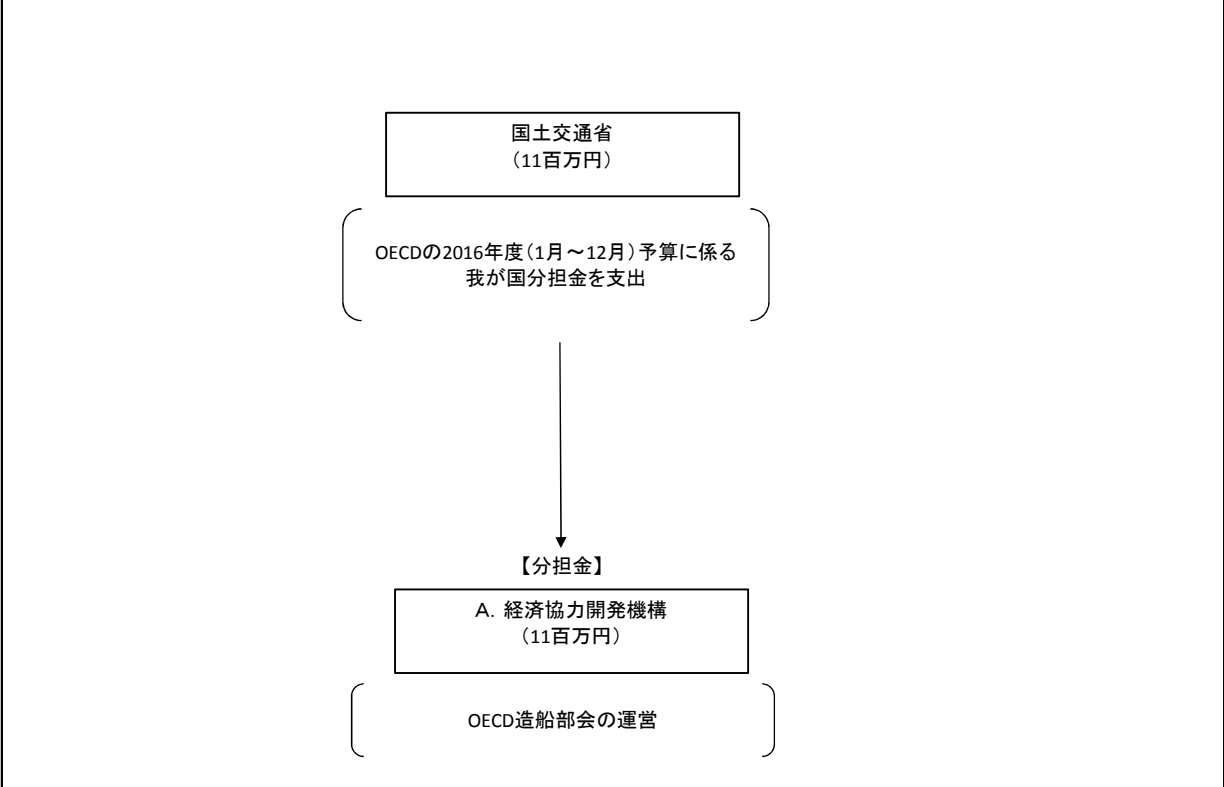 国土交通省
（11百万円）
OECDの2016年度（1月～12月）予算に係る
我が国分担金を支出
【分担金】
A．経済協力開発機構
（11百万円）
OECD造船部会の運営